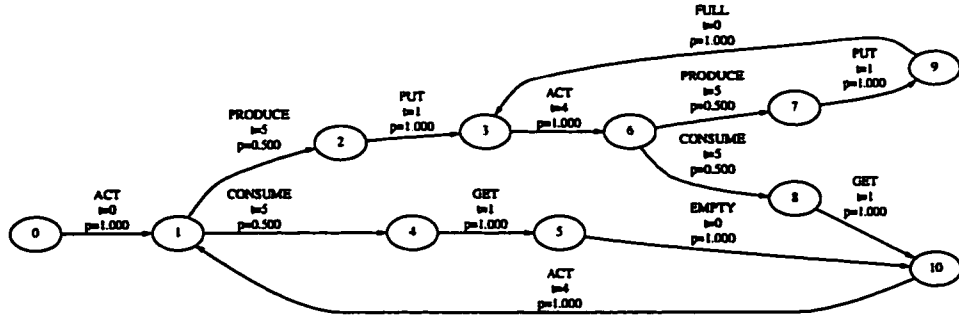 FULL
t=0
p=1.000
PUT
t=1
p=1.000
9
PRODUCE
t=5
p=0.500
7
ACT
t=4
p=1.000
PUT
t=1
p=1.000
PRODUCE
t=5
p=0.500
2
3
6
CONSUME
t=5
p=0.500
8
GET
t=1
p=1.000
ACT
t=0
p=1.000
CONSUME
t=5
p=0.500
GET
t=1
p=1.000
EMPTY
t=0
p=1.000
0
1
4
5
10
ACT
t=4
p=1.000